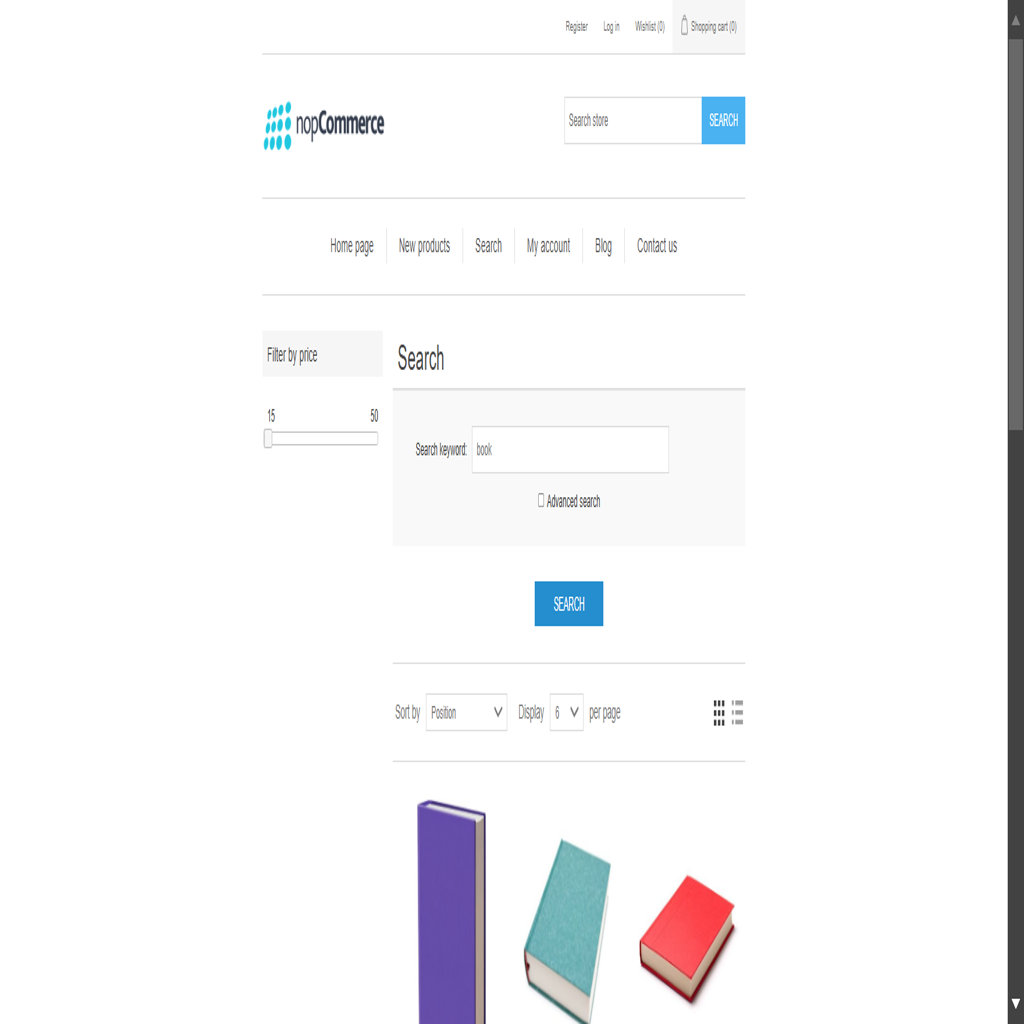 Register Log in Wishlist (0) Shopping cart (0)
nopCommerce
Search store SEARCH
Home page New products Search My account Blog Contact us
Filter by price
15 50
Search
Search keyword: book
Advanced search
SEARCH
Sort by Position Display 6 per page